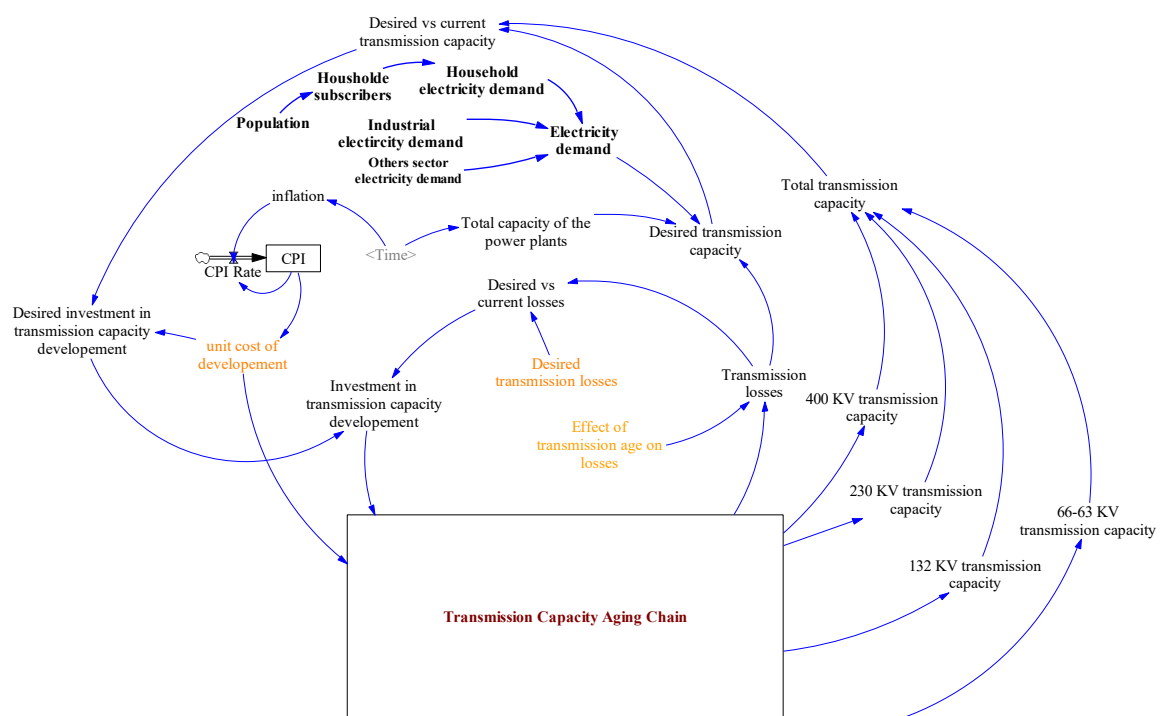 Desired vs current
transmission capacity
Housholde
subscribers
Household
electricity demand
Population
Industrial
electircity demand
Electricity
demand
Others sector
electricity demand
Total transmission
capacity
inflation
Total capacity of the
power plants
Desired transmission
capacity
<Time>
CPI
CPI Rate
Desired vs
current losses
Desired investment in
transmission capacity
developement
unit cost of
developement
Desired
transmission losses
Transmission
losses
Investment in
transmission capacity
developement
400 KV transmission
capacity
Effect of
transmission age on
losses
230 KV transmission
capacity
66-63 KV
transmission capacity
132 KV transmission
capacity
Transmission Capacity Aging Chain